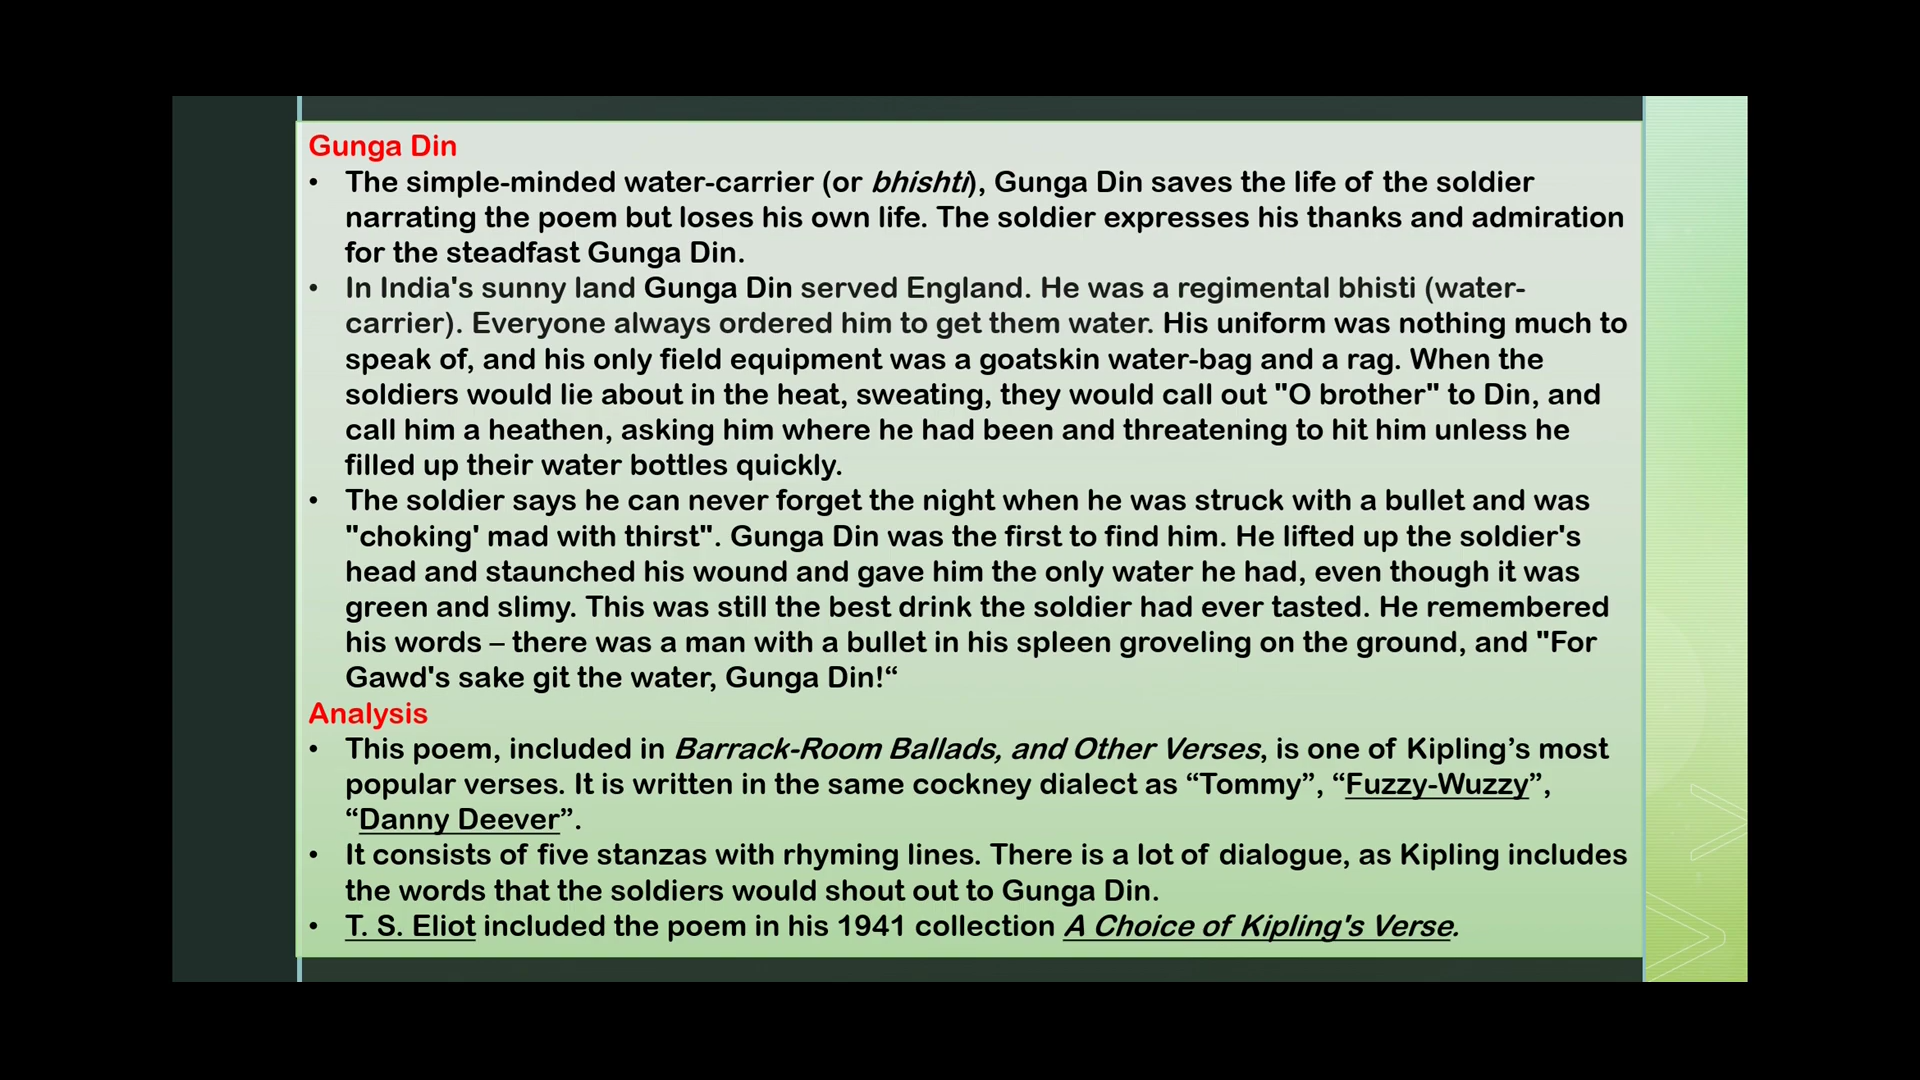 Gunga Din
• The simple-minded water-carrier (or bhishti), Gunga Din saves the life of the soldier
narrating the poem but loses his own life. The soldier expresses his thanks and admiration
for the steadfast Gunga Din.
• In India's sunny land Gunga Din served England. He was a regimental bhisti (water-
carrier). Everyone always ordered him to get them water. His uniform was nothing much to
speak of, and his only field equipment was a goatskin water-bag and a rag. When the
soldiers would lie about in the heat, sweating, they would call out "O brother" to Din, and
call him a heathen, asking him where he had been and threatening to hit him unless he
filled up their water bottles quickly.
• The soldier says he can never forget the night when he was struck with a bullet and was
"choking' mad with thirst". Gunga Din was the first to find him. He lifted up the soldier's
head and staunched his wound and gave him the only water he had, even though it was
green and slimy. This was still the best drink the soldier had ever tasted. He remembered
his words – there was a man with a bullet in his spleen groveling on the ground, and "For
Gawd's sake git the water, Gunga Din!“
Analysis
• This poem, included in Barrack-Room Ballads, and Other Verses, is one of Kipling’s most
popular verses. It is written in the same cockney dialect as “Tommy”, “Fuzzy-Wuzzy”,
“Danny Deever”.
• It consists of five stanzas with rhyming lines. There is a lot of dialogue, as Kipling includes
the words that the soldiers would shout out to Gunga Din.
• T. S. Eliot included the poem in his 1941 collection A Choice of Kipling's Verse.